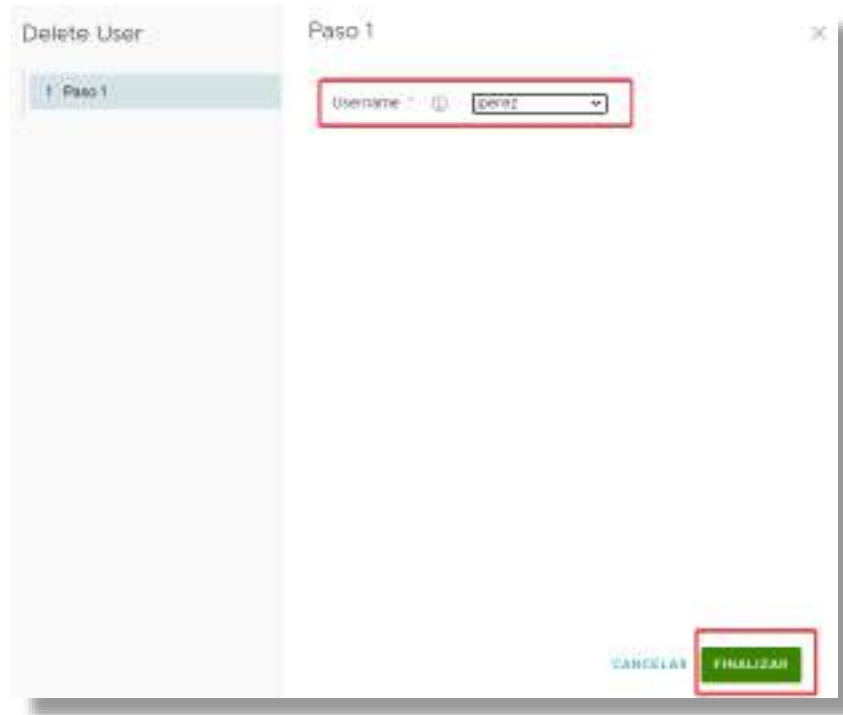 Delete User
1 Paso 1
Paso 1
Username *
jperez
CANCELAR
FINALIZAR